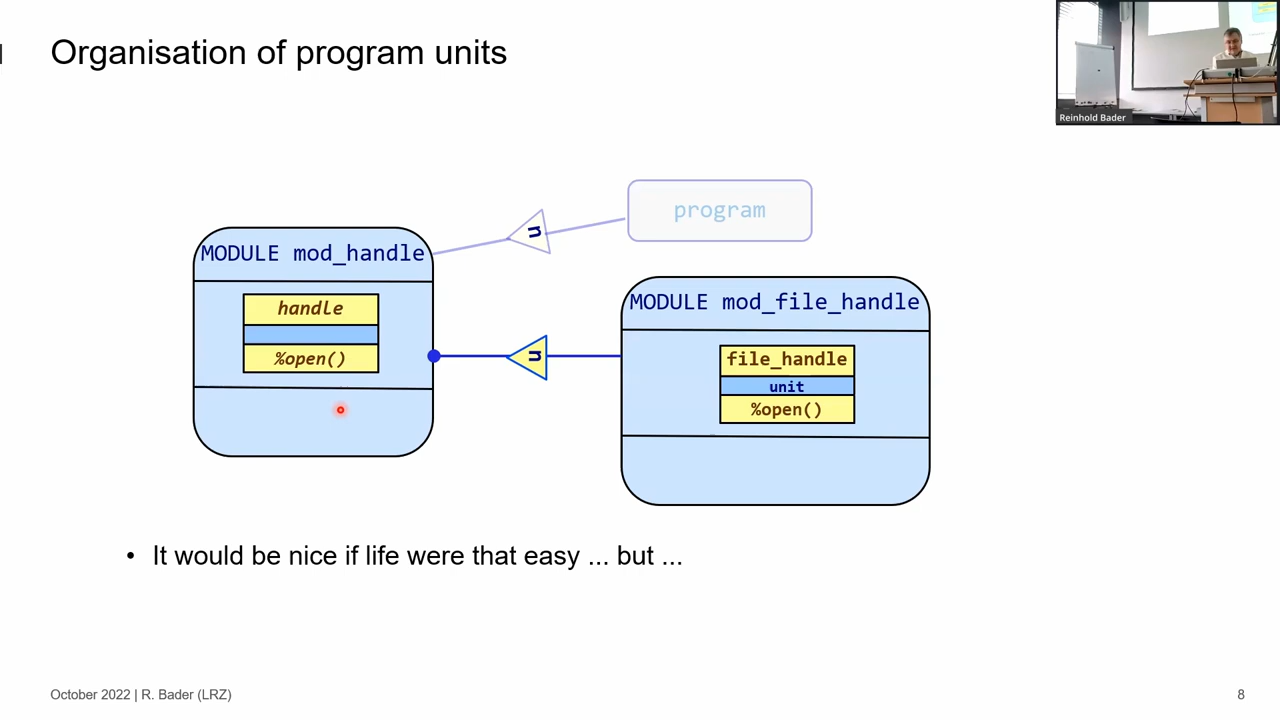 Organisation of program units
Reinhold Bader
program
MODULE mod_handle
handle
%open()
MODULE mod_file_handle
file_handle
unit
%open()
u
u
• It would be nice if life were that easy ... but ...
October 2022 | R. Bader (LRZ)
8